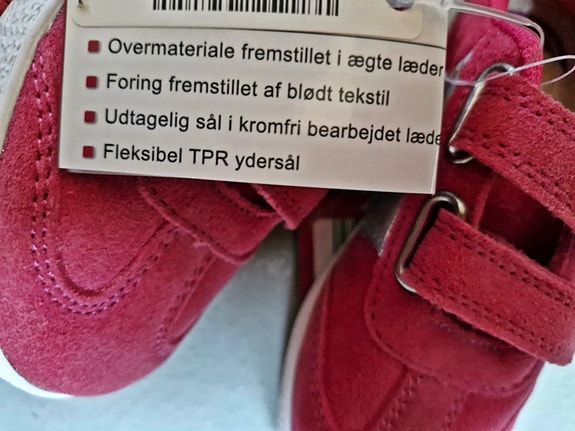 Overmateriale fremstillet i ægte læder
Foring fremstillet af blødt tekstil
Udtagelig sål i kromfri bearbejdet læde
Fleksibel TPR ydersål